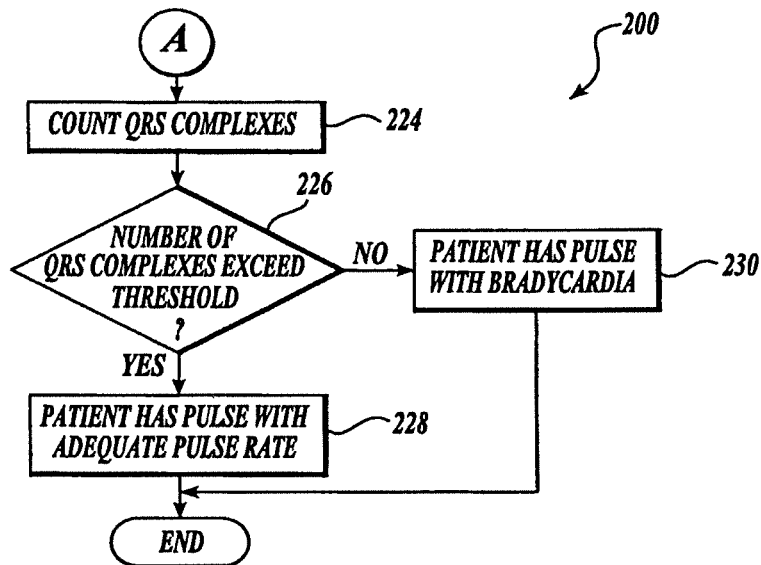 A
200
COUNT QRS COMPLEXES
224
226
NUMBER OF
QRS COMPLEXES EXCEED
THRESHOLD
?
NO
PATIENT HAS PULSE
WITH BRADYCARDIA
230
YES
PATIENT HAS PULSE WITH
ADEQUATE PULSE RATE
228
END